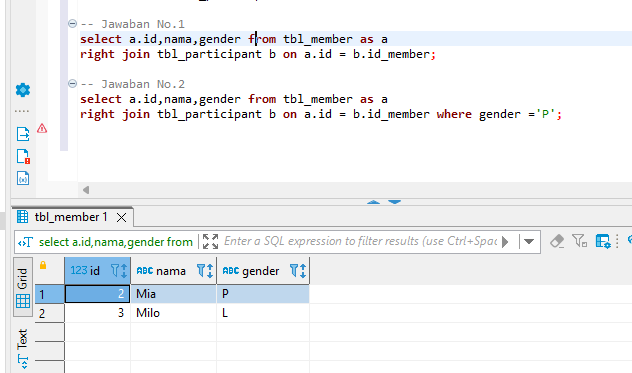 -- Jawaban No.1
select a.id,nama,gender from tbl_member as a
right join tbl_participant b on a.id = b.id_member;
-- Jawaban No.2
select a.id,nama,gender from tbl_member as a
right join tbl_participant b on a.id = b.id_member where gender ='P';
tbl_member 1
select a.id,nama,gender from
Enter a SQL expression to filter results (use Ctrl+Spac
Grid
123 id ABC nama ABC gender
1 2 Mia P
2 3 Milo L
Text